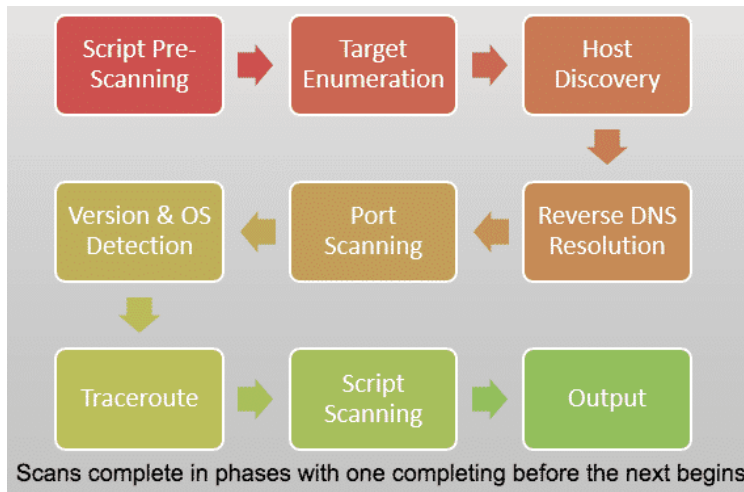 Script Pre-
Scanning
Target
Enumeration
Host
Discovery
Reverse DNS
Resolution
Port
Scanning
Version & OS
Detection
Traceroute
Script
Scanning
Output
Scans complete in phases with one completing before the next begins